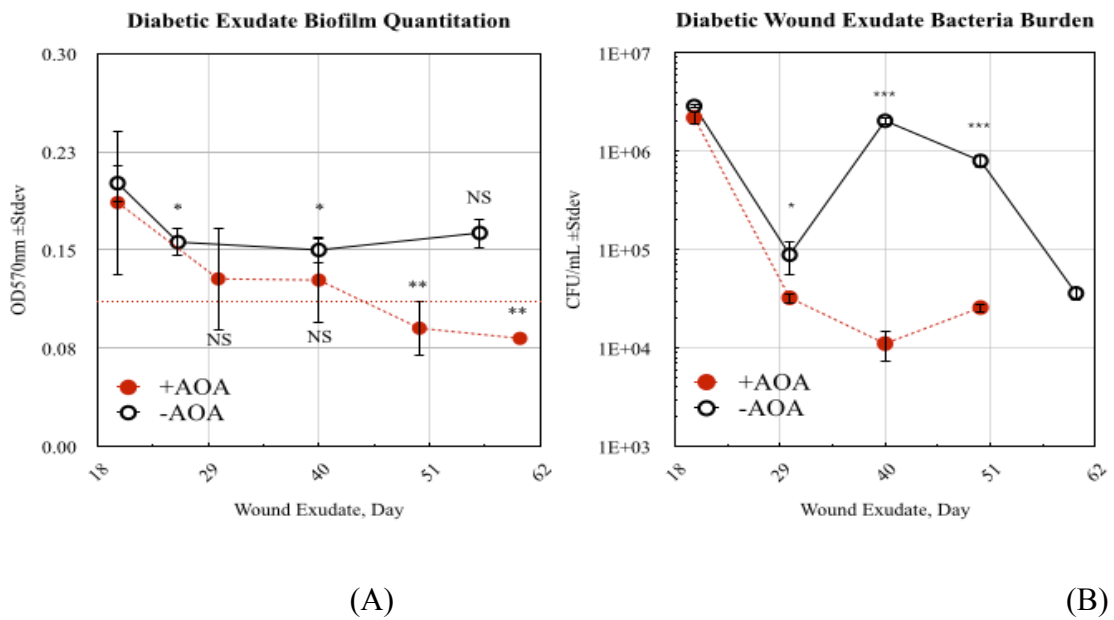 Diabetic Exudate Biofilm Quantitation
0.30
0.23
0.15
0.08
0.00
OD570nm ±Stdev
*
*
NS
NS
NS
**
**
+AOA
-AOA
18
29
40
51
62
Wound Exudate, Day
(A)
Diabetic Wound Exudate Bacteria Burden
1E+07
1E+06
1E+05
1E+04
1E+03
CFU/mL ±Stdev
*
***
***
+AOA
-AOA
18
29
40
51
62
Wound Exudate, Day
(B)